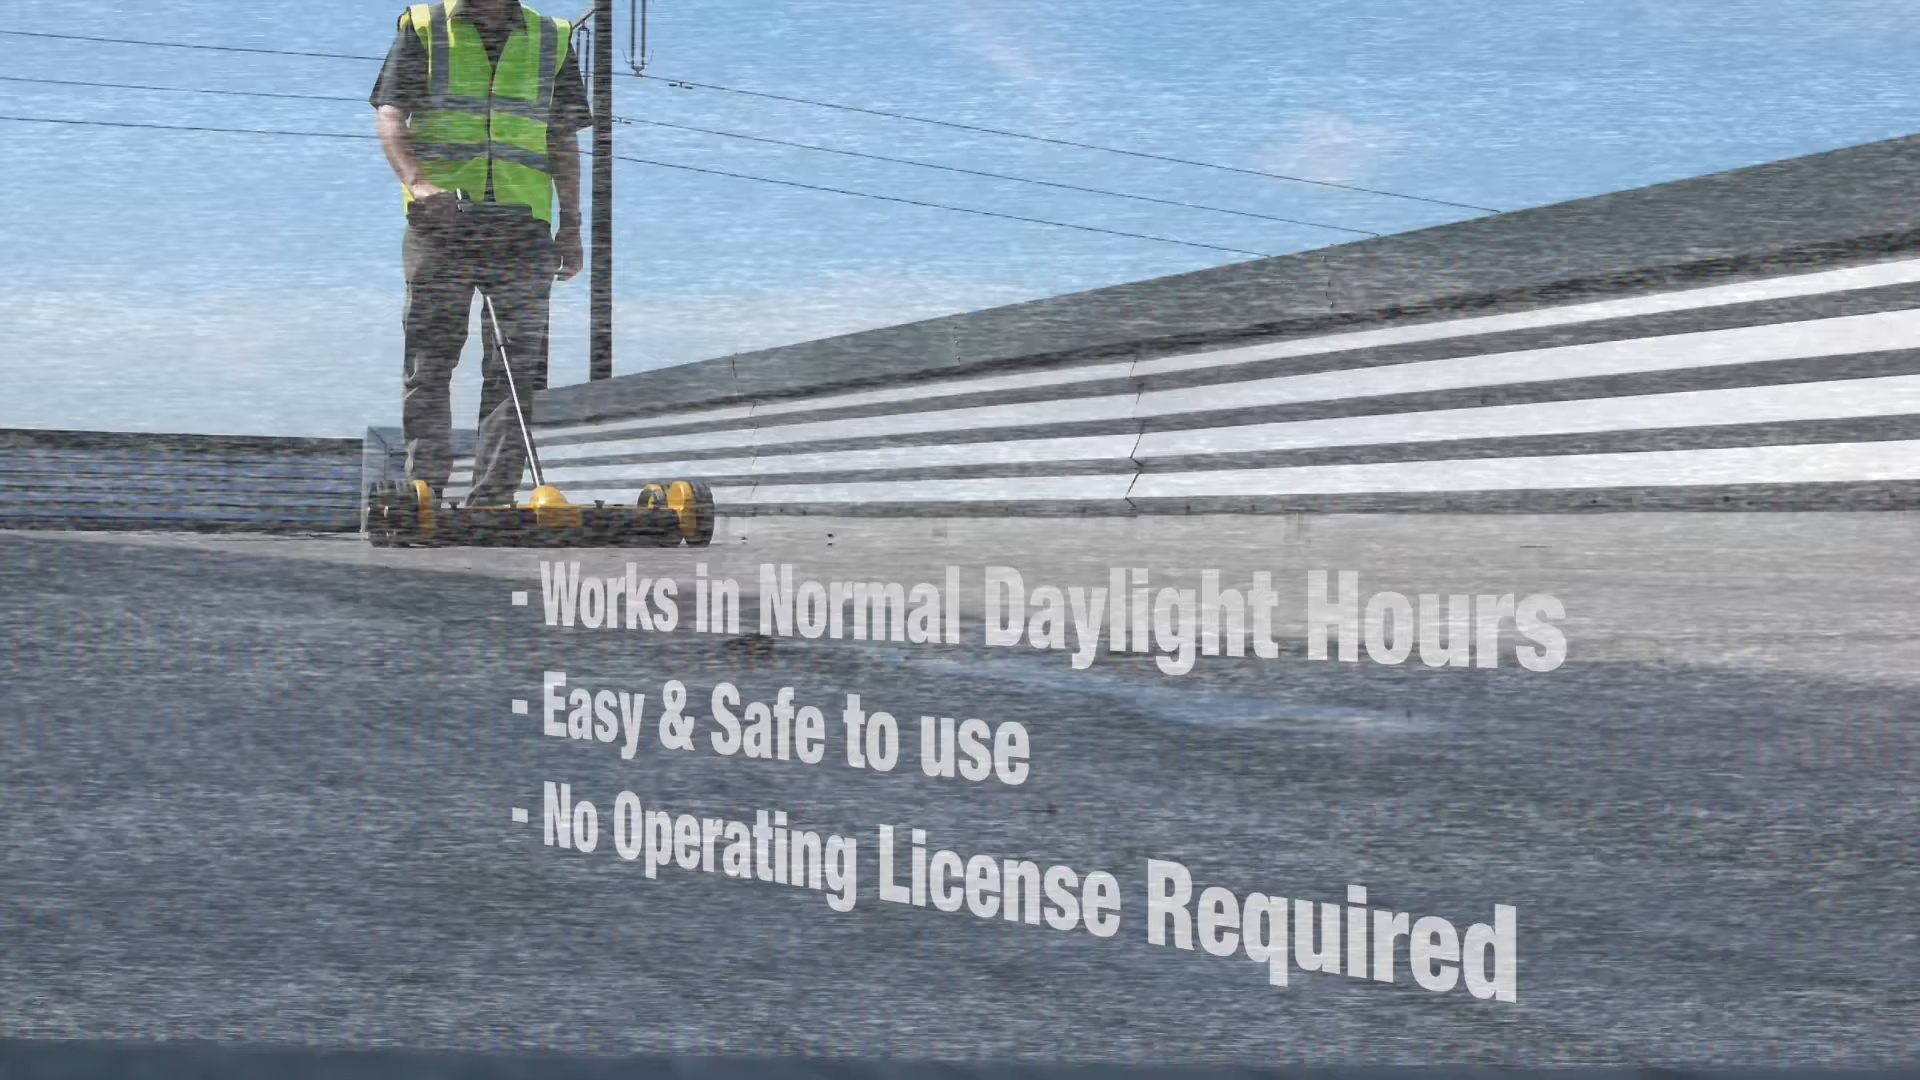 - Works in Normal Daylight Hours
- Easy & Safe to use
- No Operating License Required